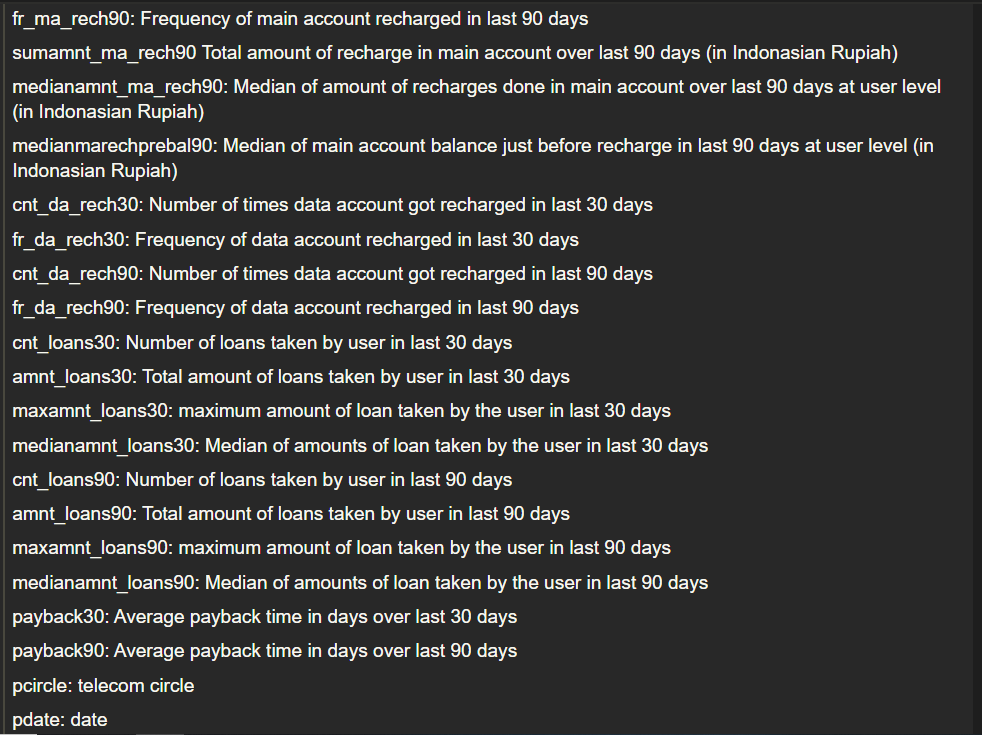 fr_ma_rech90: Frequency of main account recharged in last 90 days
sumamnt_ma_rech90 Total amount of recharge in main account over last 90 days (in Indonasian Rupiah)
medianamnt_ma_rech90: Median of amount of recharges done in main account over last 90 days at user level
(in Indonasian Rupiah)
medianmarechprebal90: Median of main account balance just before recharge in last 90 days at user level (in
Indonasian Rupiah)
cnt_da_rech30: Number of times data account got recharged in last 30 days
fr_da_rech30: Frequency of data account recharged in last 30 days
cnt_da_rech90: Number of times data account got recharged in last 90 days
fr_da_rech90: Frequency of data account recharged in last 90 days
cnt_loans30: Number of loans taken by user in last 30 days
amnt_loans30: Total amount of loans taken by user in last 30 days
maxamnt_loans30: maximum amount of loan taken by the user in last 30 days
medianamnt_loans30: Median of amounts of loan taken by the user in last 30 days
cnt_loans90: Number of loans taken by user in last 90 days
amnt_loans90: Total amount of loans taken by user in last 90 days
maxamnt_loans90: maximum amount of loan taken by the user in last 90 days
medianamnt_loans90: Median of amounts of loan taken by the user in last 90 days
payback30: Average payback time in days over last 30 days
payback90: Average payback time in days over last 90 days
pcircle: telecom circle
pdate: date